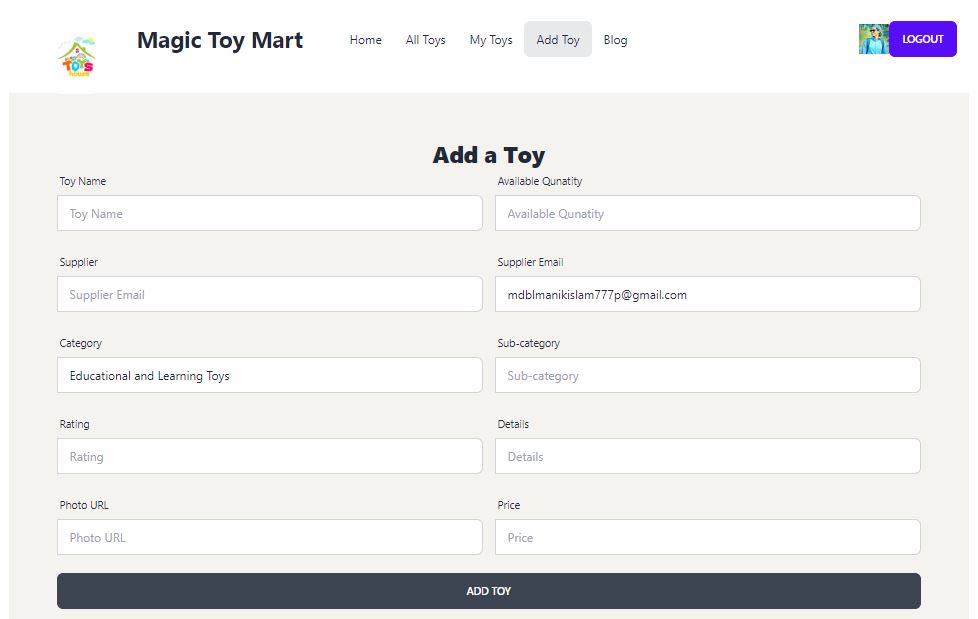 TOYS
house
Magic Toy Mart
Home All Toys My Toys Add Toy Blog
LOGOUT
Add a Toy
Toy Name Available Qunatity
Toy Name Available Qunatity
Supplier Supplier Email
Supplier Email mdblmanikislam777p@gmail.com
Category Sub-category
Educational and Learning Toys Sub-category
Rating Details
Rating Details
Photo URL Price
Photo URL Price
ADD TOY